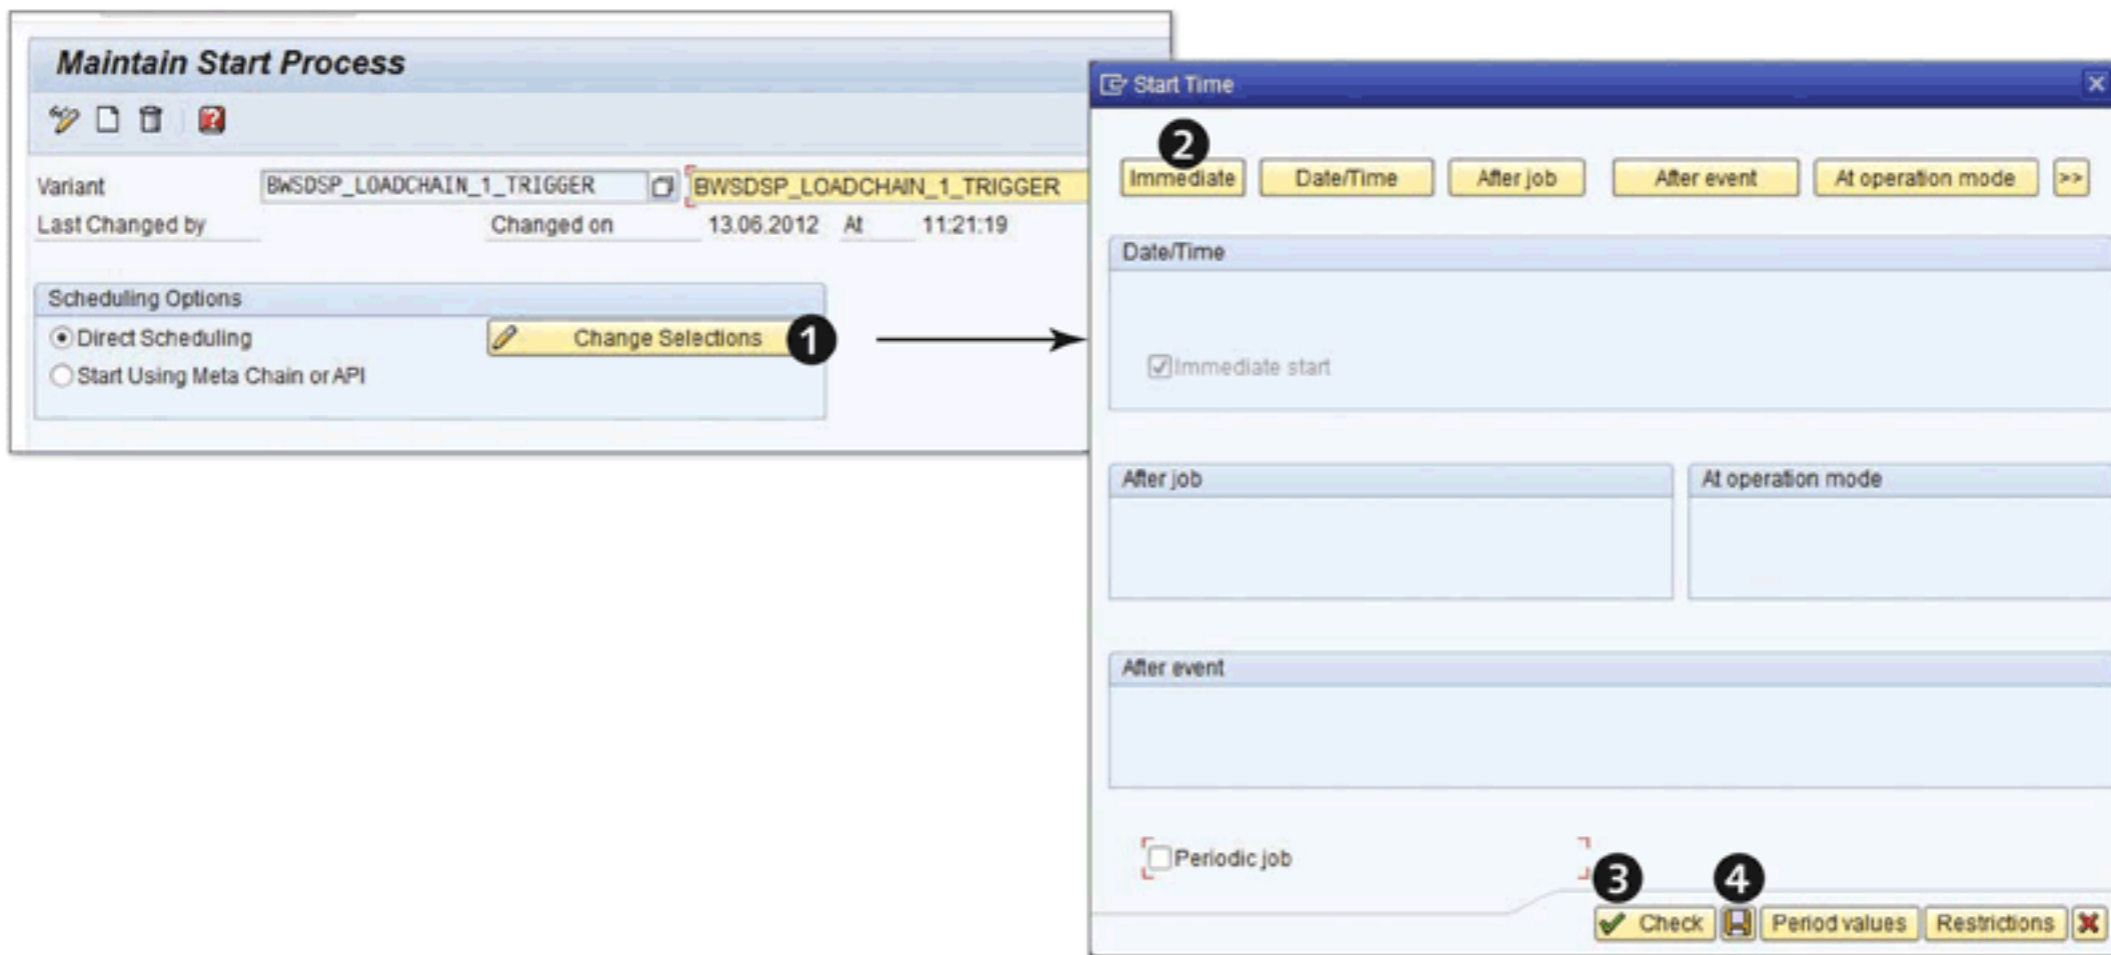 Maintain Start Process
Variant BWSDSP_LOADCHAIN_1_TRIGGER BWSDSP_LOADCHAIN_1_TRIGGER
Last Changed by Changed on 13.06.2012 At 11:21:19
Scheduling Options
Direct Scheduling Change Selections 1
Start Using Meta Chain or API
Start Time
2
Immediate Date/Time After job After event At operation mode >>
Date/Time
Immediate start
After job At operation mode
After event
Periodic job
3 4
Check Period values Restrictions